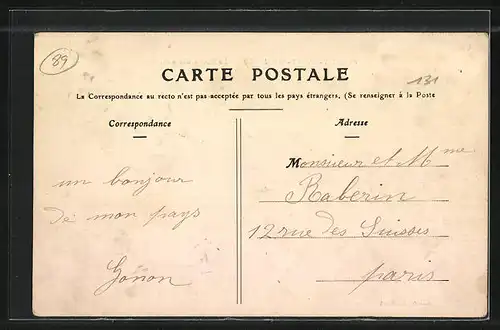 89
CARTE POSTALE
131
La Correspondance au recto n'est pas acceptée par tous les pays étrangers, (Se renseigner à la Poste
Correspondance
Adresse
un bonjour
de mon pays
Gonon
Monsieur et Mme
Raberin
12 rue des Suisses
paris